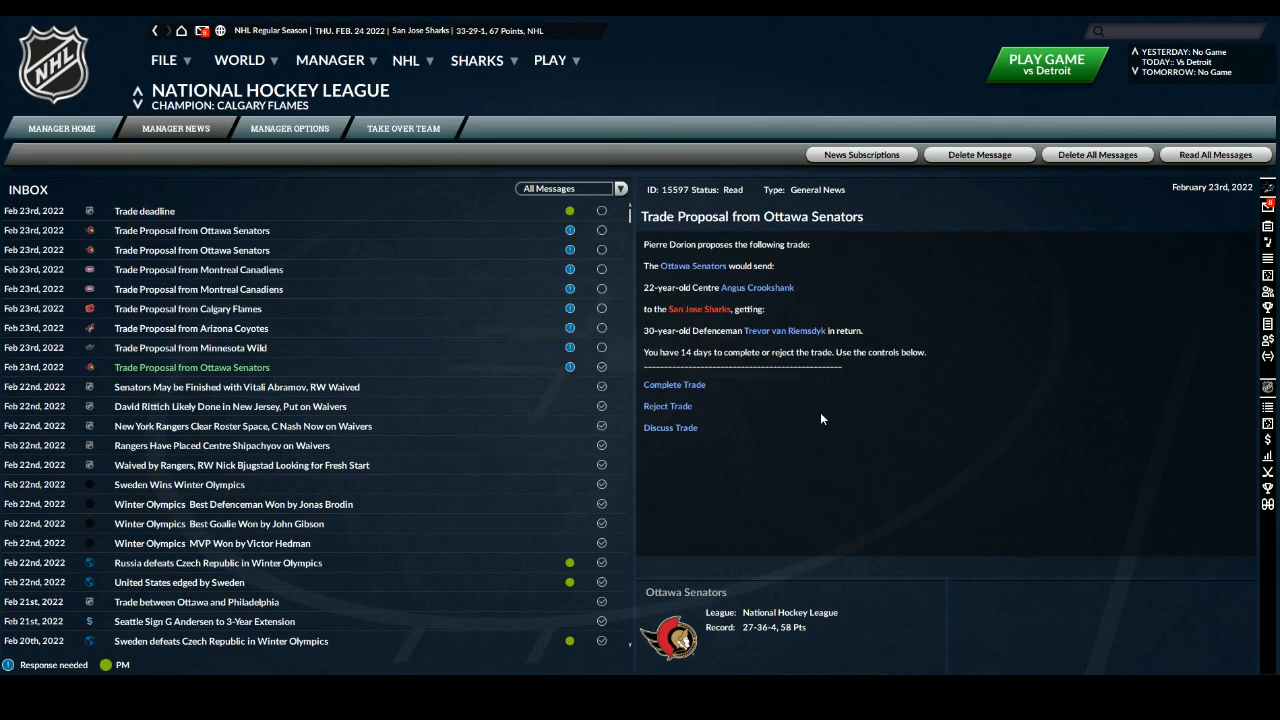 NHL Regular Season | THU. FEB. 24 2022 | San Jose Sharks | 33-29-1, 67 Points, NHL
NHL
FILE WORLD MANAGER NHL SHARKS PLAY
PLAY GAME
vs Detroit
YESTERDAY: No Game
TODAY:: Vs Detroit
TOMORROW: No Game
NATIONAL HOCKEY LEAGUE
CHAMPION: CALGARY FLAMES
MANAGER HOME MANAGER NEWS MANAGER OPTIONS TAKE OVER TEAM
News Subscriptions Delete Message Delete All Messages Read All Messages
INBOX All Messages
Feb 23rd, 2022 Trade deadline
Feb 23rd, 2022 Trade Proposal from Ottawa Senators
Feb 23rd, 2022 Trade Proposal from Ottawa Senators
Feb 23rd, 2022 Trade Proposal from Montreal Canadiens
Feb 23rd, 2022 Trade Proposal from Montreal Canadiens
Feb 23rd, 2022 Trade Proposal from Calgary Flames
Feb 23rd, 2022 Trade Proposal from Arizona Coyotes
Feb 23rd, 2022 Trade Proposal from Minnesota Wild
Feb 23rd, 2022 Trade Proposal from Ottawa Senators
Feb 22nd, 2022 Senators May be Finished with Vitali Abramov, RW Waived
Feb 22nd, 2022 David Rittich Likely Done in New Jersey, Put on Waivers
Feb 22nd, 2022 New York Rangers Clear Roster Space, C Nash Now on Waivers
Feb 22nd, 2022 Rangers Have Placed Centre Shipachyov on Waivers
Feb 22nd, 2022 Waived by Rangers, RW Nick Bjugstad Looking for Fresh Start
Feb 22nd, 2022 Sweden Wins Winter Olympics
Feb 22nd, 2022 Winter Olympics Best Defenceman Won by Jonas Brodin
Feb 22nd, 2022 Winter Olympics Best Goalie Won by John Gibson
Feb 22nd, 2022 Winter Olympics MVP Won by Victor Hedman
Feb 22nd, 2022 Russia defeats Czech Republic in Winter Olympics
Feb 22nd, 2022 United States edged by Sweden
Feb 21st, 2022 Trade between Ottawa and Philadelphia
Feb 21st, 2022 Seattle Sign G Andersen to 3-Year Extension
Feb 20th, 2022 Sweden defeats Czech Republic in Winter Olympics
Response needed PM
ID: 15597 Status: Read Type: General News February 23rd, 2022
Trade Proposal from Ottawa Senators
Pierre Dorion proposes the following trade:
The Ottawa Senators would send:
22-year-old Centre Angus Crookshank
to the San Jose Sharks, getting:
30-year-old Defenceman Trevor van Riemsdyk in return.
You have 14 days to complete or reject the trade. Use the controls below.
Complete Trade
Reject Trade
Discuss Trade
Ottawa Senators
League: National Hockey League
Record: 27-36-4, 58 Pts